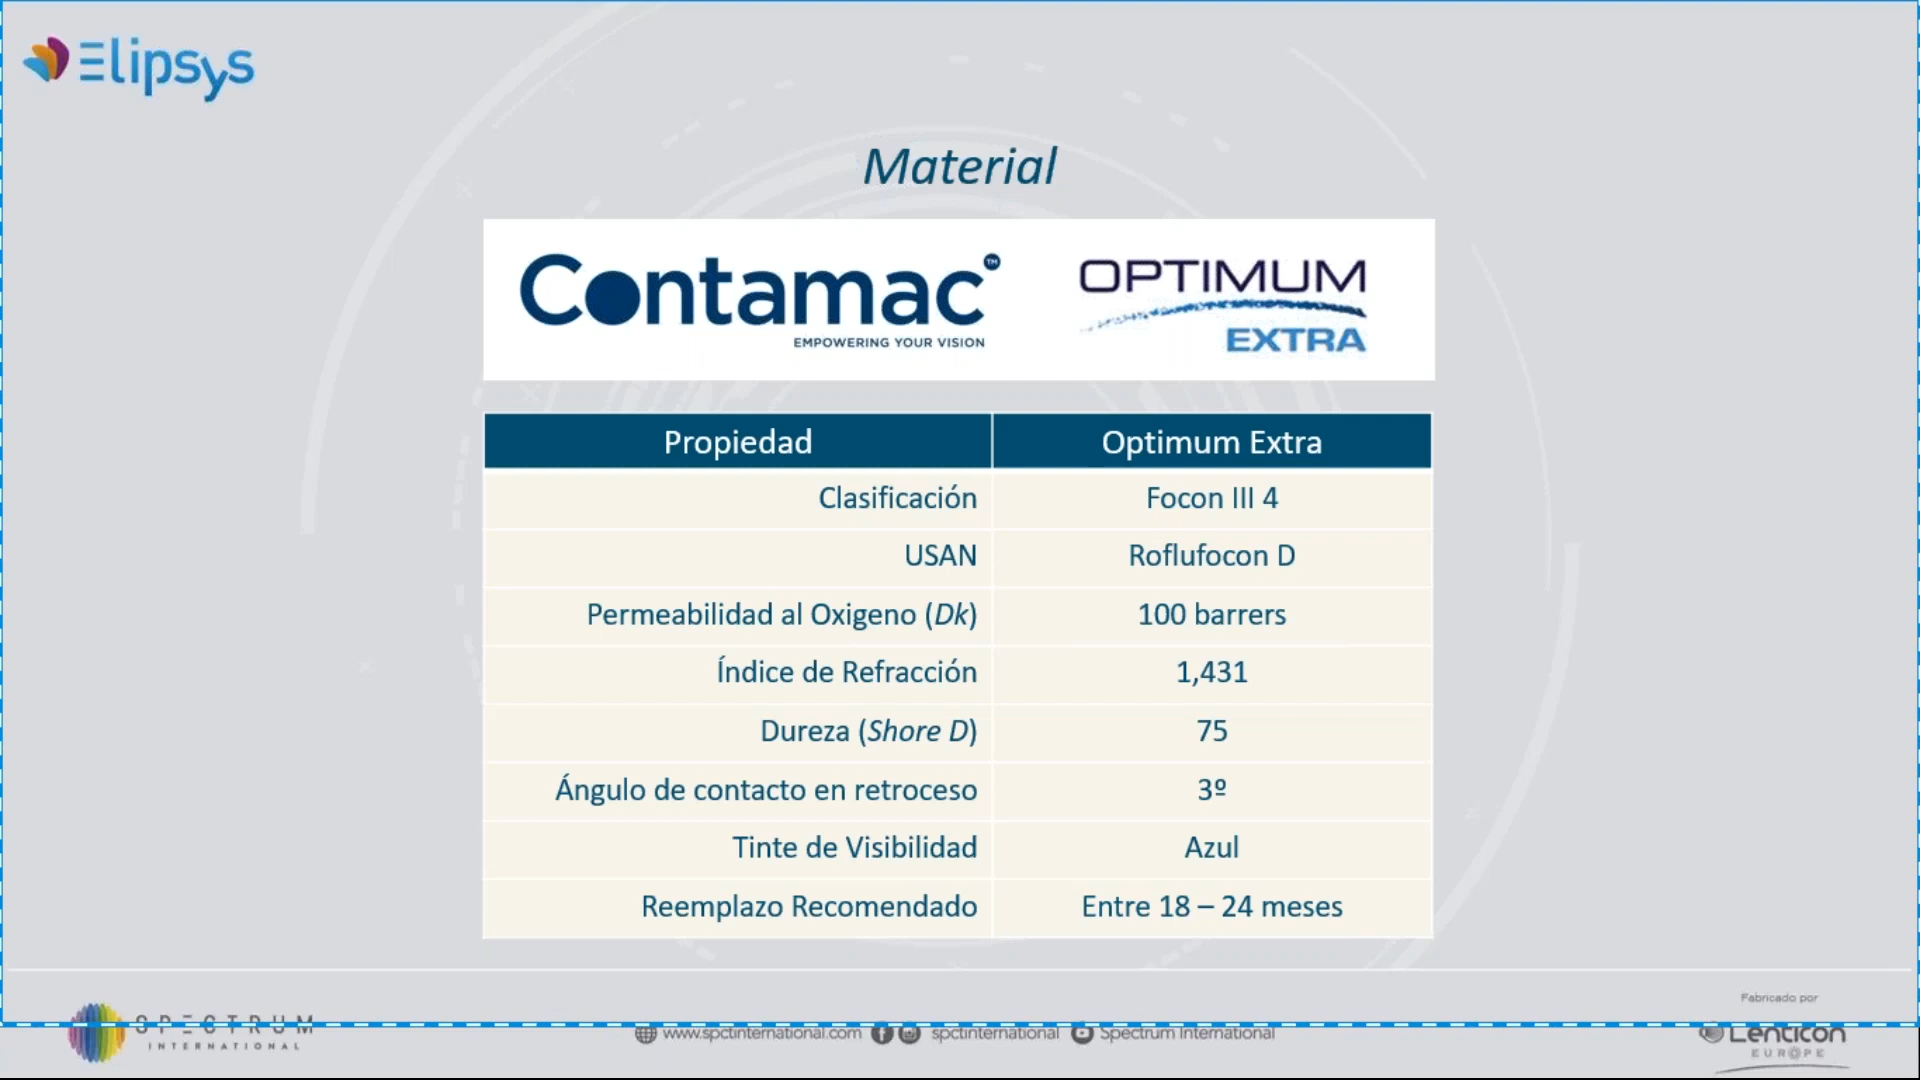 Elipsys
Material
Contamac™
EMPOWERING YOUR VISION
OPTIMUM
EXTRA
Propiedad Optimum Extra
Clasificación Focon III 4
USAN Roflufocon D
Permeabilidad al Oxigeno (Dk) 100 barrers
Índice de Refracción 1,431
Dureza (Shore D) 75
Ángulo de contacto en retroceso 3º
Tinte de Visibilidad Azul
Reemplazo Recomendado Entre 18 – 24 meses
Fabricado por
SPECTRUM
INTERNATIONAL
www.spctinternational.com spctinternational Spectrum International
Lenticon
EUROPE